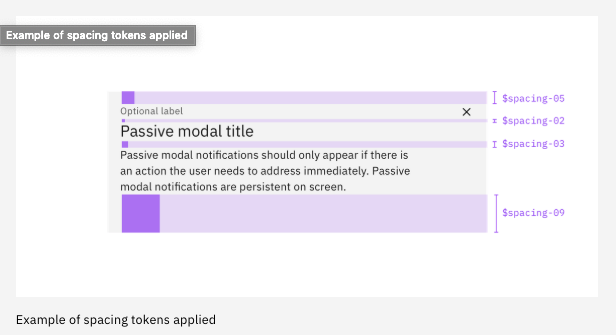 Example of spacing tokens applied
$spacing-05
Optional label
$spacing-02
Passive modal title
$spacing-03
Passive modal notifications should only appear if there is
an action the user needs to address immediately. Passive
modal notifications are persistent on screen.
$spacing-09
Example of spacing tokens applied